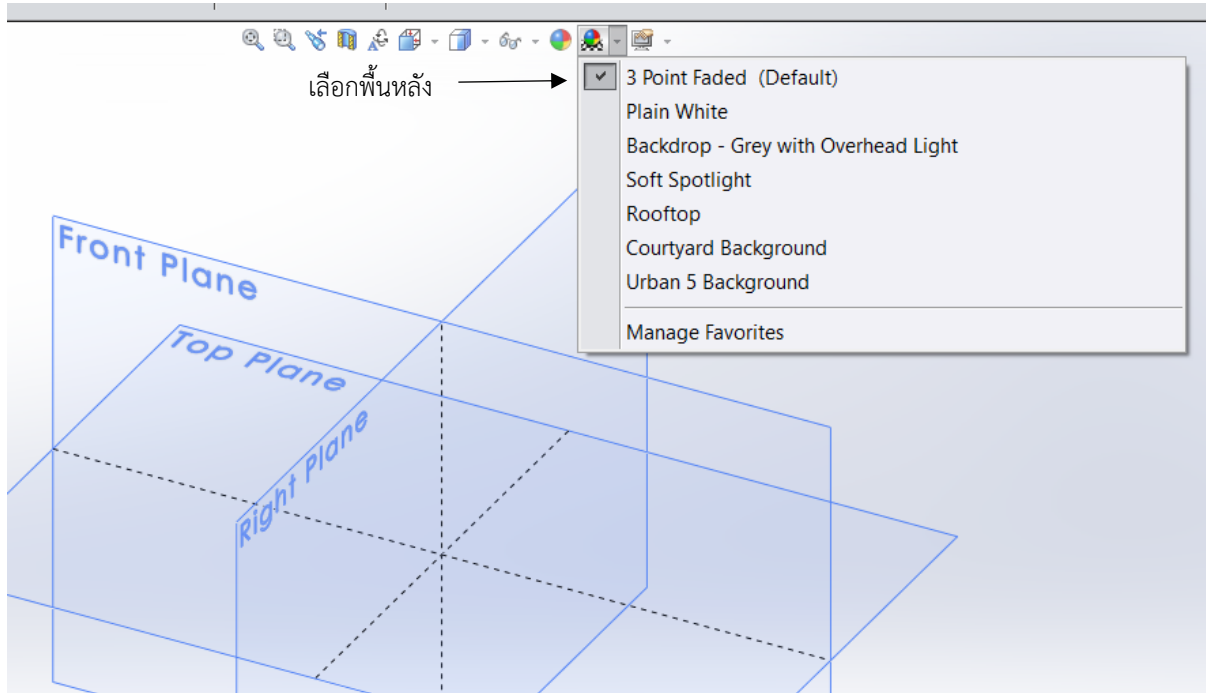 เลือกพื้นหลัง
3 Point Faded (Default)
Plain White
Backdrop - Grey with Overhead Light
Soft Spotlight
Rooftop
Courtyard Background
Urban 5 Background
Manage Favorites
Front Plane
Top Plane
Right Plane